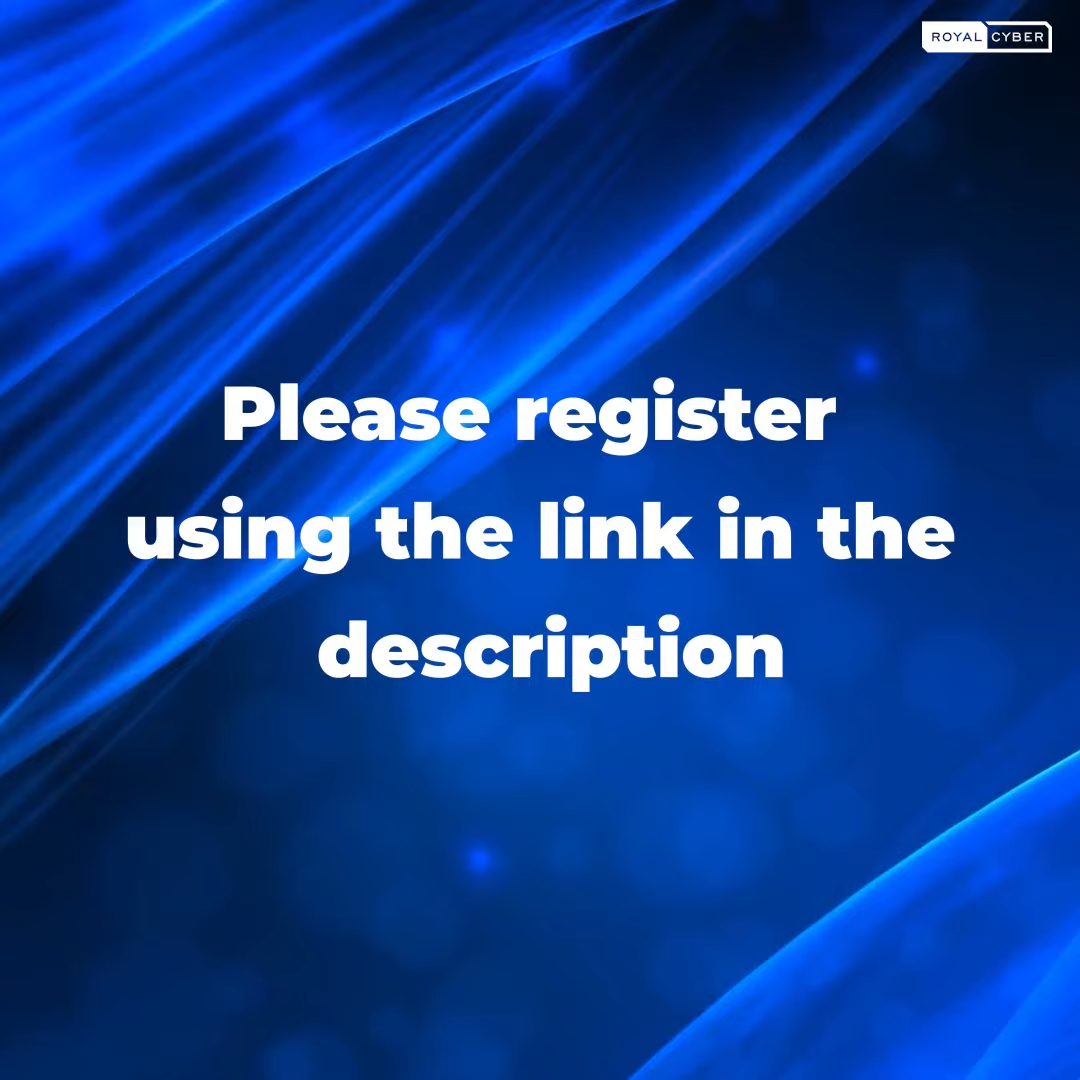 ROYAL CYBER
Please register
using the link in the
description